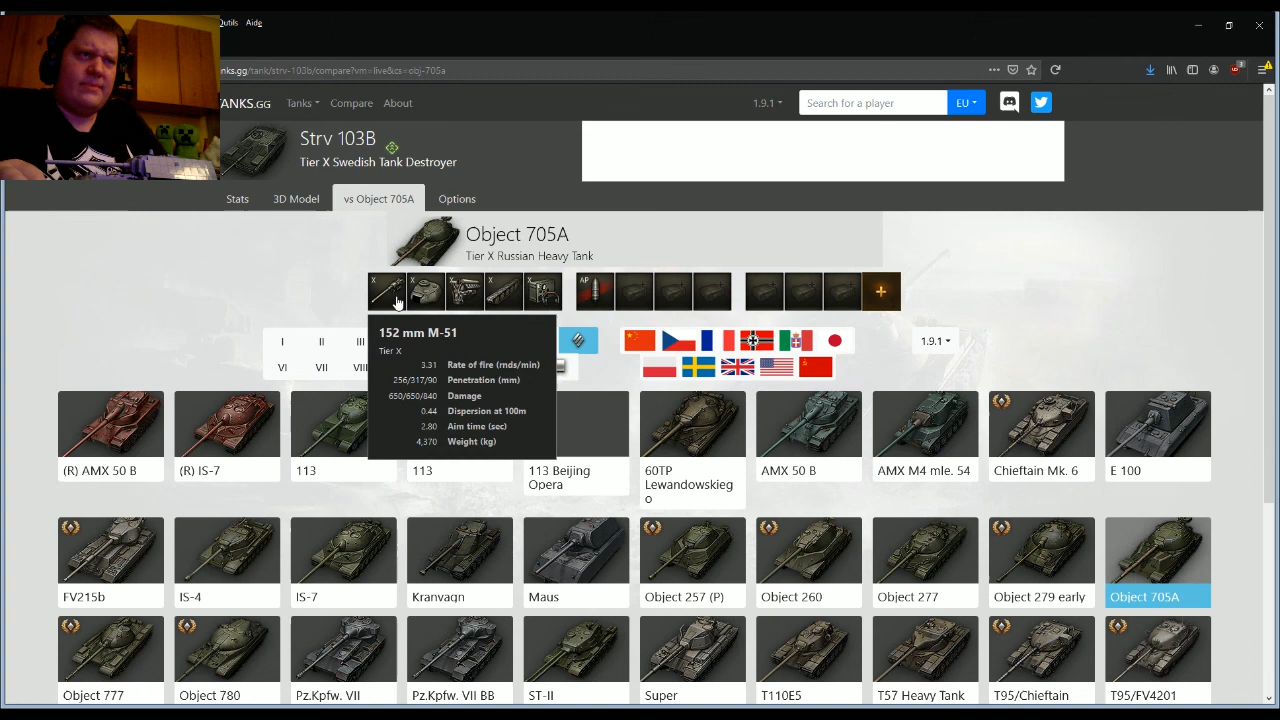 Outils Aide
nks.gg/tank/strv-103b/compare?vm=live&cs=obj-705a
TANKS.GG Tanks Compare About 1.9.1 Search for a player EU
Strv 103B
Tier X Swedish Tank Destroyer
Stats 3D Model vs Object 705A Options
Object 705A
Tier X Russian Heavy Tank
X X X X X AP
+
152 mm M-51
Tier X
3.31 Rate of fire (rnds/min)
256/317/90 Penetration (mm)
650/650/840 Damage
0.44 Dispersion at 100m
2.80 Aim time (sec)
4,370 Weight (kg)
I II III
VI VII VIII
1.9.1
(R) AMX 50 B (R) IS-7 113 113 113 Beijing Opera 60TP Lewandowskiego AMX 50 B AMX M4 mle. 54 Chieftain Mk. 6 E 100
FV215b IS-4 IS-7 Kranvagn Maus Object 257 (P) Object 260 Object 277 Object 279 early Object 705A
Object 777 Object 780 Pz.Kpfw. VII Pz.Kpfw. VII BB ST-II Super T110E5 T57 Heavy Tank T95/Chieftain T95/FV4201